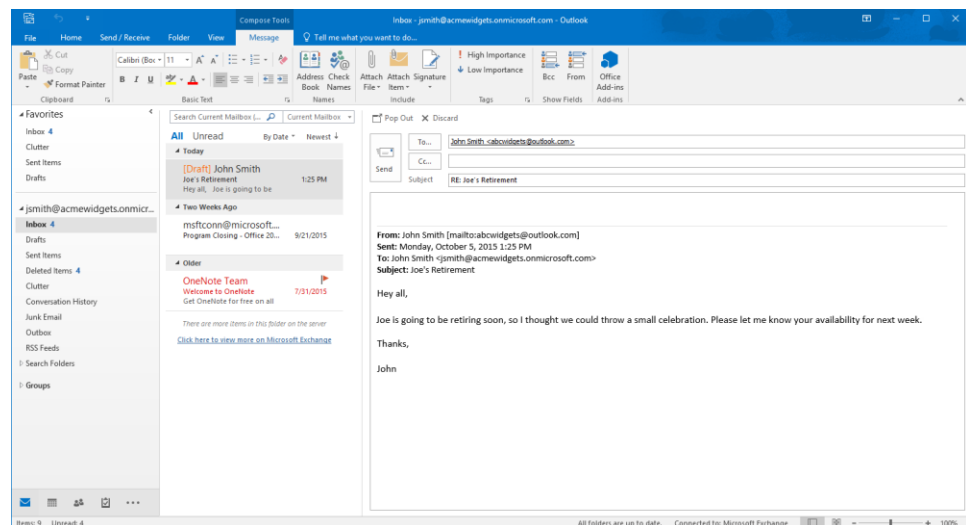 Compose Tools
Inbox - jsmith@acmewidgets.onmicrosoft.com - Outlook
File Home Send / Receive Folder View Message Tell me what you want to do...
Cut
Copy
Format Painter
Paste
Clipboard
Calibri (Boc 11
B I U
Basic Text
Address Book
Check Names
Names
Attach File
Attach Item
Signature
Include
High Importance
Low Importance
Tags
Bcc From
Show Fields
Office Add-ins
Add-ins
Favorites
Inbox 4
Clutter
Sent Items
Drafts
jsmith@acmewidgets.onmicr...
Inbox 4
Drafts
Sent Items
Deleted Items 4
Clutter
Conversation History
Junk Email
Outbox
RSS Feeds
Search Folders
Groups
Search Current Mailbox (... Current Mailbox
All Unread By Date Newest
Today
[Draft] John Smith
Joe's Retirement 1:25 PM
Hey all, Joe is going to be
Two Weeks Ago
msftconn@microsoft....
Program Closing - Office 20... 9/21/2015
Older
OneNote Team
Welcome to OneNote 7/31/2015
Get OneNote for free on all
There are more items in this folder on the server
Click here to view more on Microsoft Exchange
Pop Out Discard
Send
To... John Smith <abcwidgets@outlook.com>
Cc...
Subject RE: Joe's Retirement
From: John Smith [mailto:abcwidgets@outlook.com]
Sent: Monday, October 5, 2015 1:25 PM
To: John Smith <jsmith@acmewidgets.onmicrosoft.com>
Subject: Joe's Retirement
Hey all,
Joe is going to be retiring soon, so I thought we could throw a small celebration. Please let me know your availability for next week.
Thanks,
John
Items: 9 Unread: 4
All folders are up to date. Connected to: Microsoft Exchange 100%